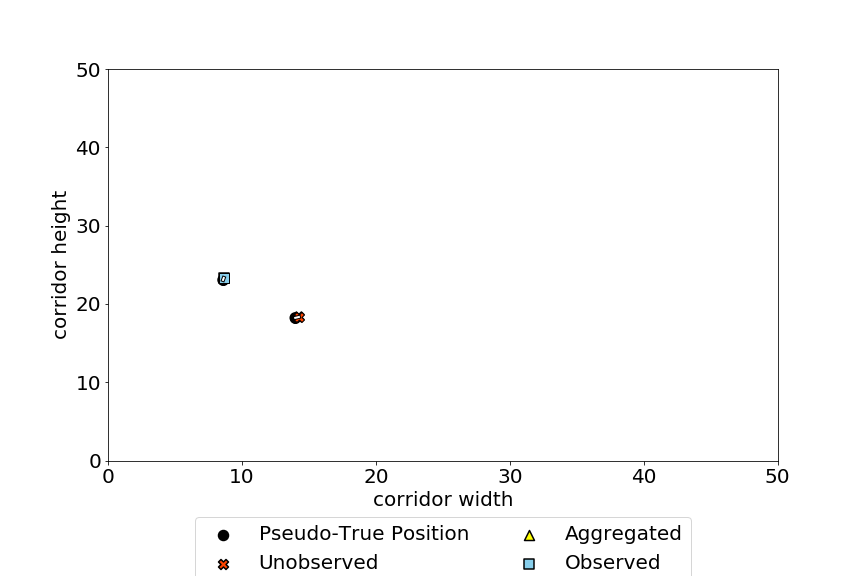 50
40
30
20
10
0
corridor height
0 10 20 30 40 50
corridor width
Pseudo-True Position Aggregated
Unobserved Observed